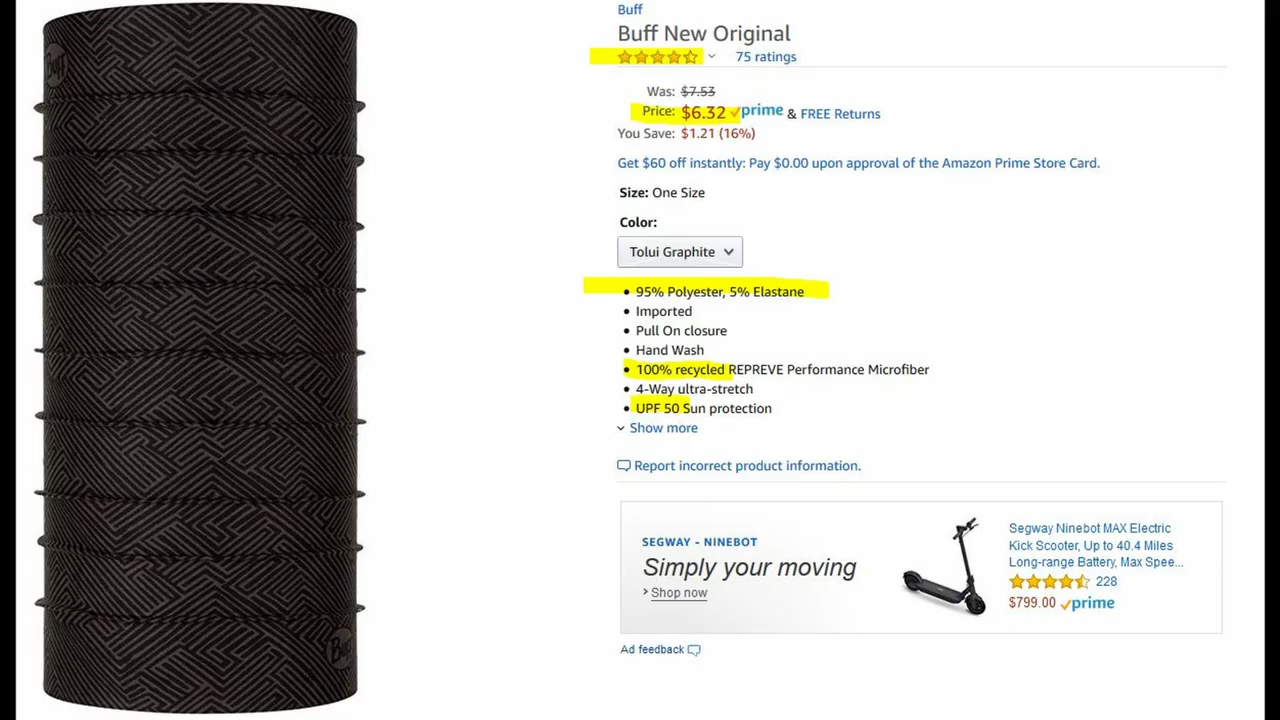 Buff
Buff New Original
75 ratings
Was: $7.53
Price: $6.32 prime & FREE Returns
You Save: $1.21 (16%)
Get $60 off instantly: Pay $0.00 upon approval of the Amazon Prime Store Card.
Size: One Size
Color:
Tolui Graphite
95% Polyester, 5% Elastane
Imported
Pull On closure
Hand Wash
100% recycled REPREVE Performance Microfiber
4-Way ultra-stretch
UPF 50 Sun protection
Show more
Report incorrect product information.
SEGWAY - NINEBOT
Simply your moving
Shop now
Segway Ninebot MAX Electric
Kick Scooter, Up to 40.4 Miles
Long-range Battery, Max Spee...
228
$799.00 prime
Ad feedback
Buff